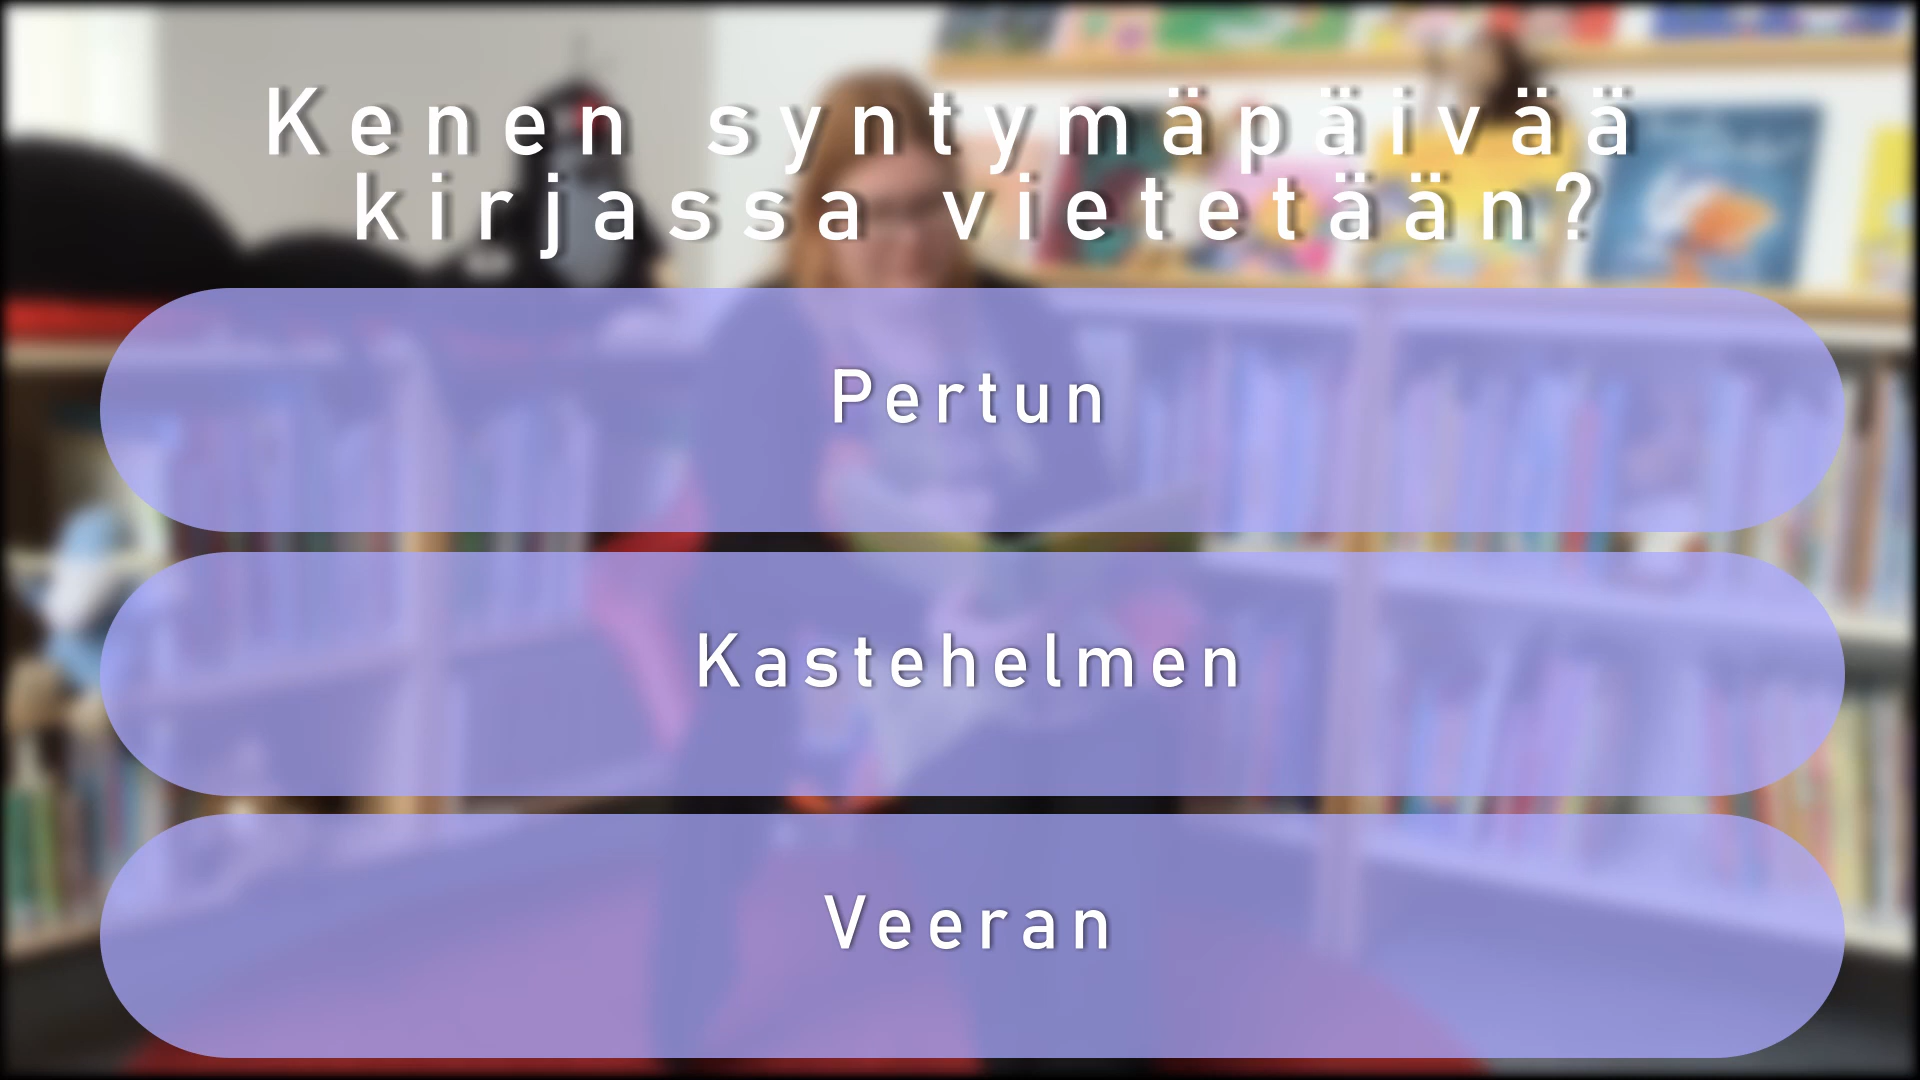 Kenen syntymäpäivää
kirjassa vietetään?
Pertun
Kastehelmen
Veeran